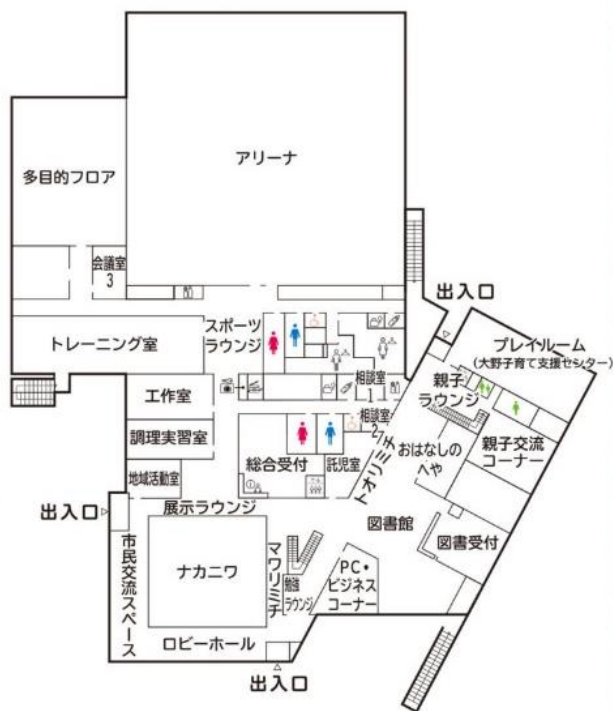 アリーナ
多目的フロア
会議室
3
出入口
トレーニング室
スポーツ
ラウンジ
プレイルーム
(大野子育て支援センター)
親子
ラウンジ
相談室
1
工作室
相談室
2
調理実習室
トオリミチ
おはなしの
へや
親子交流
コーナー
総合受付
託児室
地域活動室
展示ラウンジ
出入口
図書館
図書受付
市民交流スペース
ナカニワ
マワリミチ
勉強
ラウンジ
PC・
ビジネス
コーナー
ロビーホール
出入口